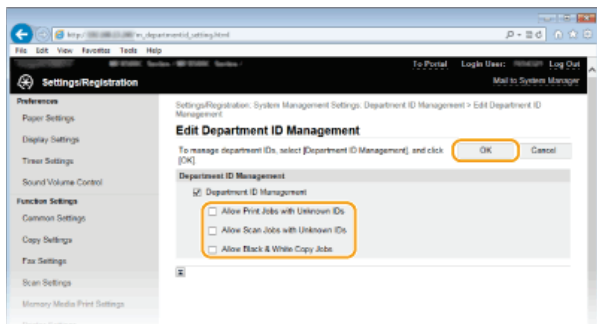 http://
m_departmentid_setting.html
File Edit View Favorites Tools Help
To Portal Login User: Log Out
Settings/Registration
Mail to System Manager
Preferences
Paper Settings
Display Settings
Timer Settings
Sound Volume Control
Function Settings
Common Settings
Copy Settings
Fax Settings
Scan Settings
Memory Media Print Settings
Settings/Registration: System Management Settings: Department ID Management > Edit Department ID
Management
Edit Department ID Management
To manage department IDs, select [Department ID Management], and click
[OK].
OK Cancel
Department ID Management
Department ID Management
Allow Print Jobs with Unknown IDs
Allow Scan Jobs with Unknown IDs
Allow Black & White Copy Jobs